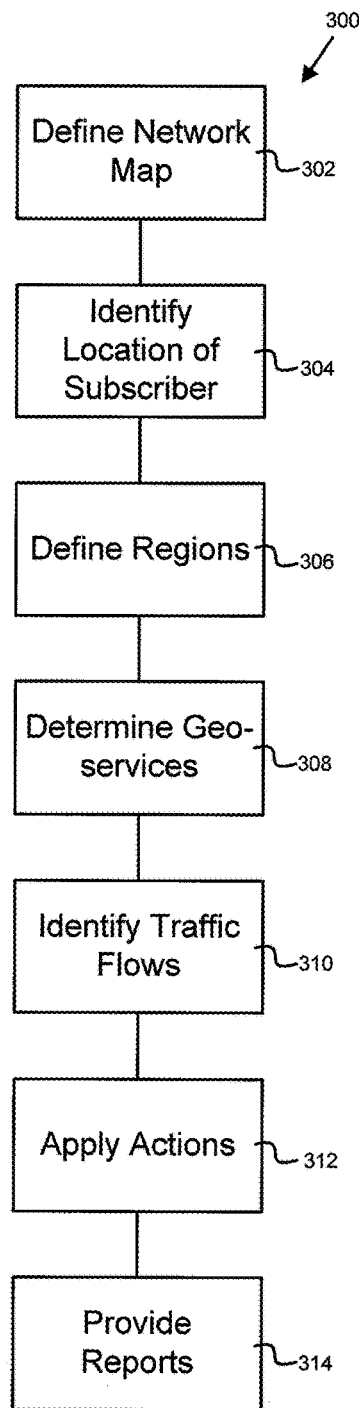 300
Define Network
Map
302
Identify
Location of
Subscriber
304
Define Regions
306
Determine Geo-
services
308
Identify Traffic
Flows
310
Apply Actions
312
Provide
Reports
314